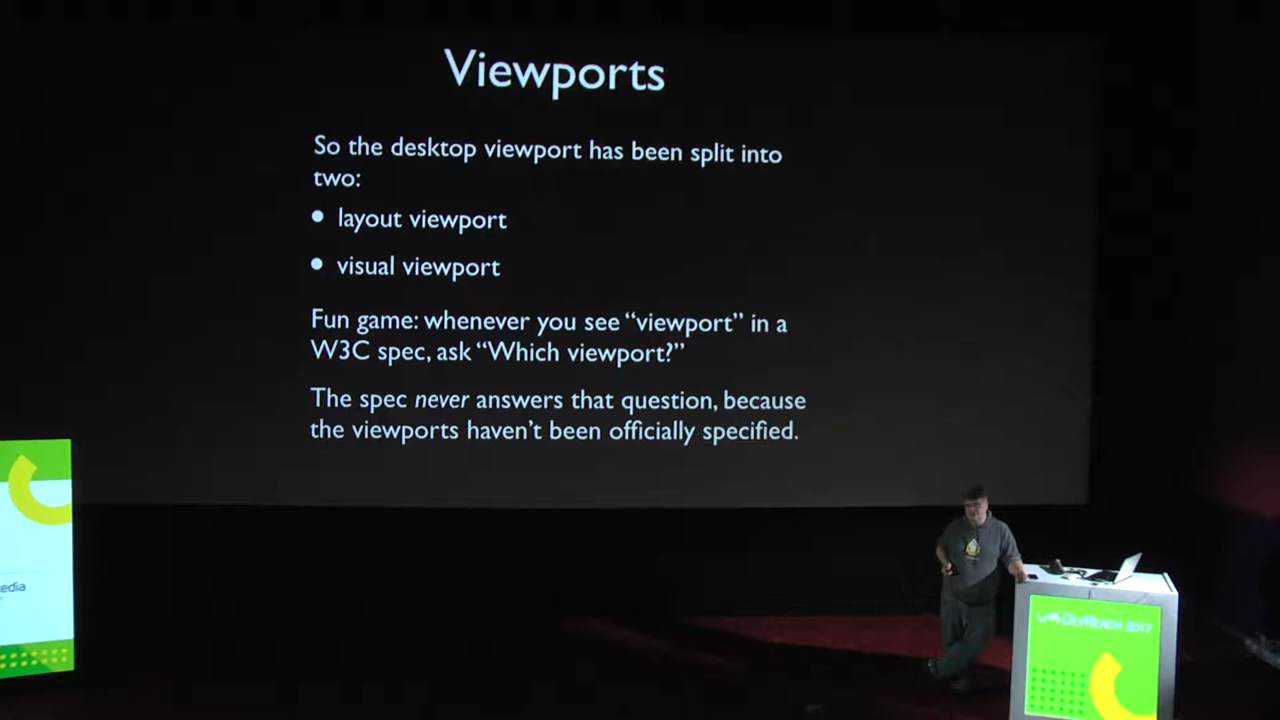 Viewports
So the desktop viewport has been split into
two:
• layout viewport
• visual viewport
Fun game: whenever you see “viewport” in a
W3C spec, ask “Which viewport?”
The spec never answers that question, because
the viewports haven’t been officially specified.
edia
DEVREACH 2017